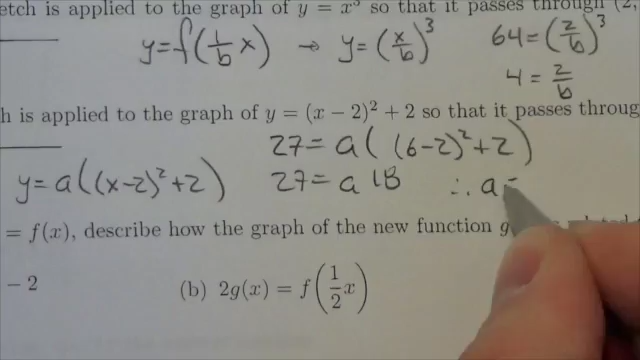 etch is applied to the graph of y = x³ so that it passes through (2,
y = f(1/b x) → y = (x/b)³
64 = (2/b)³
4 = 2/b
h is applied to the graph of y = (x − 2)² + 2 so that it passes throug
27 = a( (6-2)² + 2)
y = a((x-2)² + 2)
27 = a 18
∴ a =
= f(x), describe how the graph of the new function g
− 2
(b) 2g(x) = f(1/2 x)